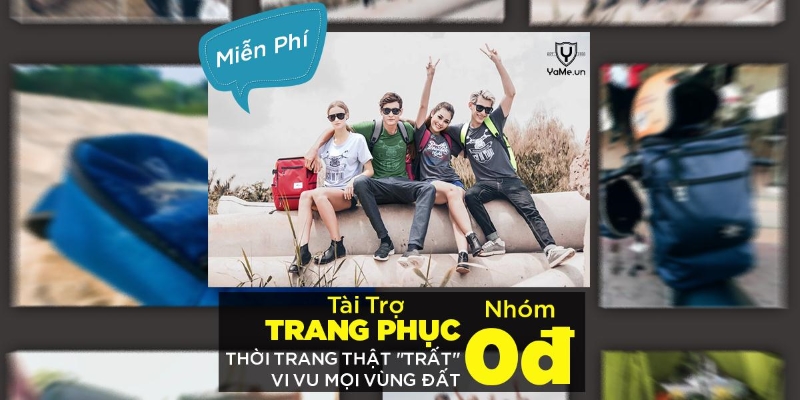 Miễn Phí
YaMe.vn
Tài Trợ
TRANG PHỤC
THỜI TRANG THẬT "TRẤT"
VI VU MỌI VÙNG ĐẤT
Nhóm
0đ